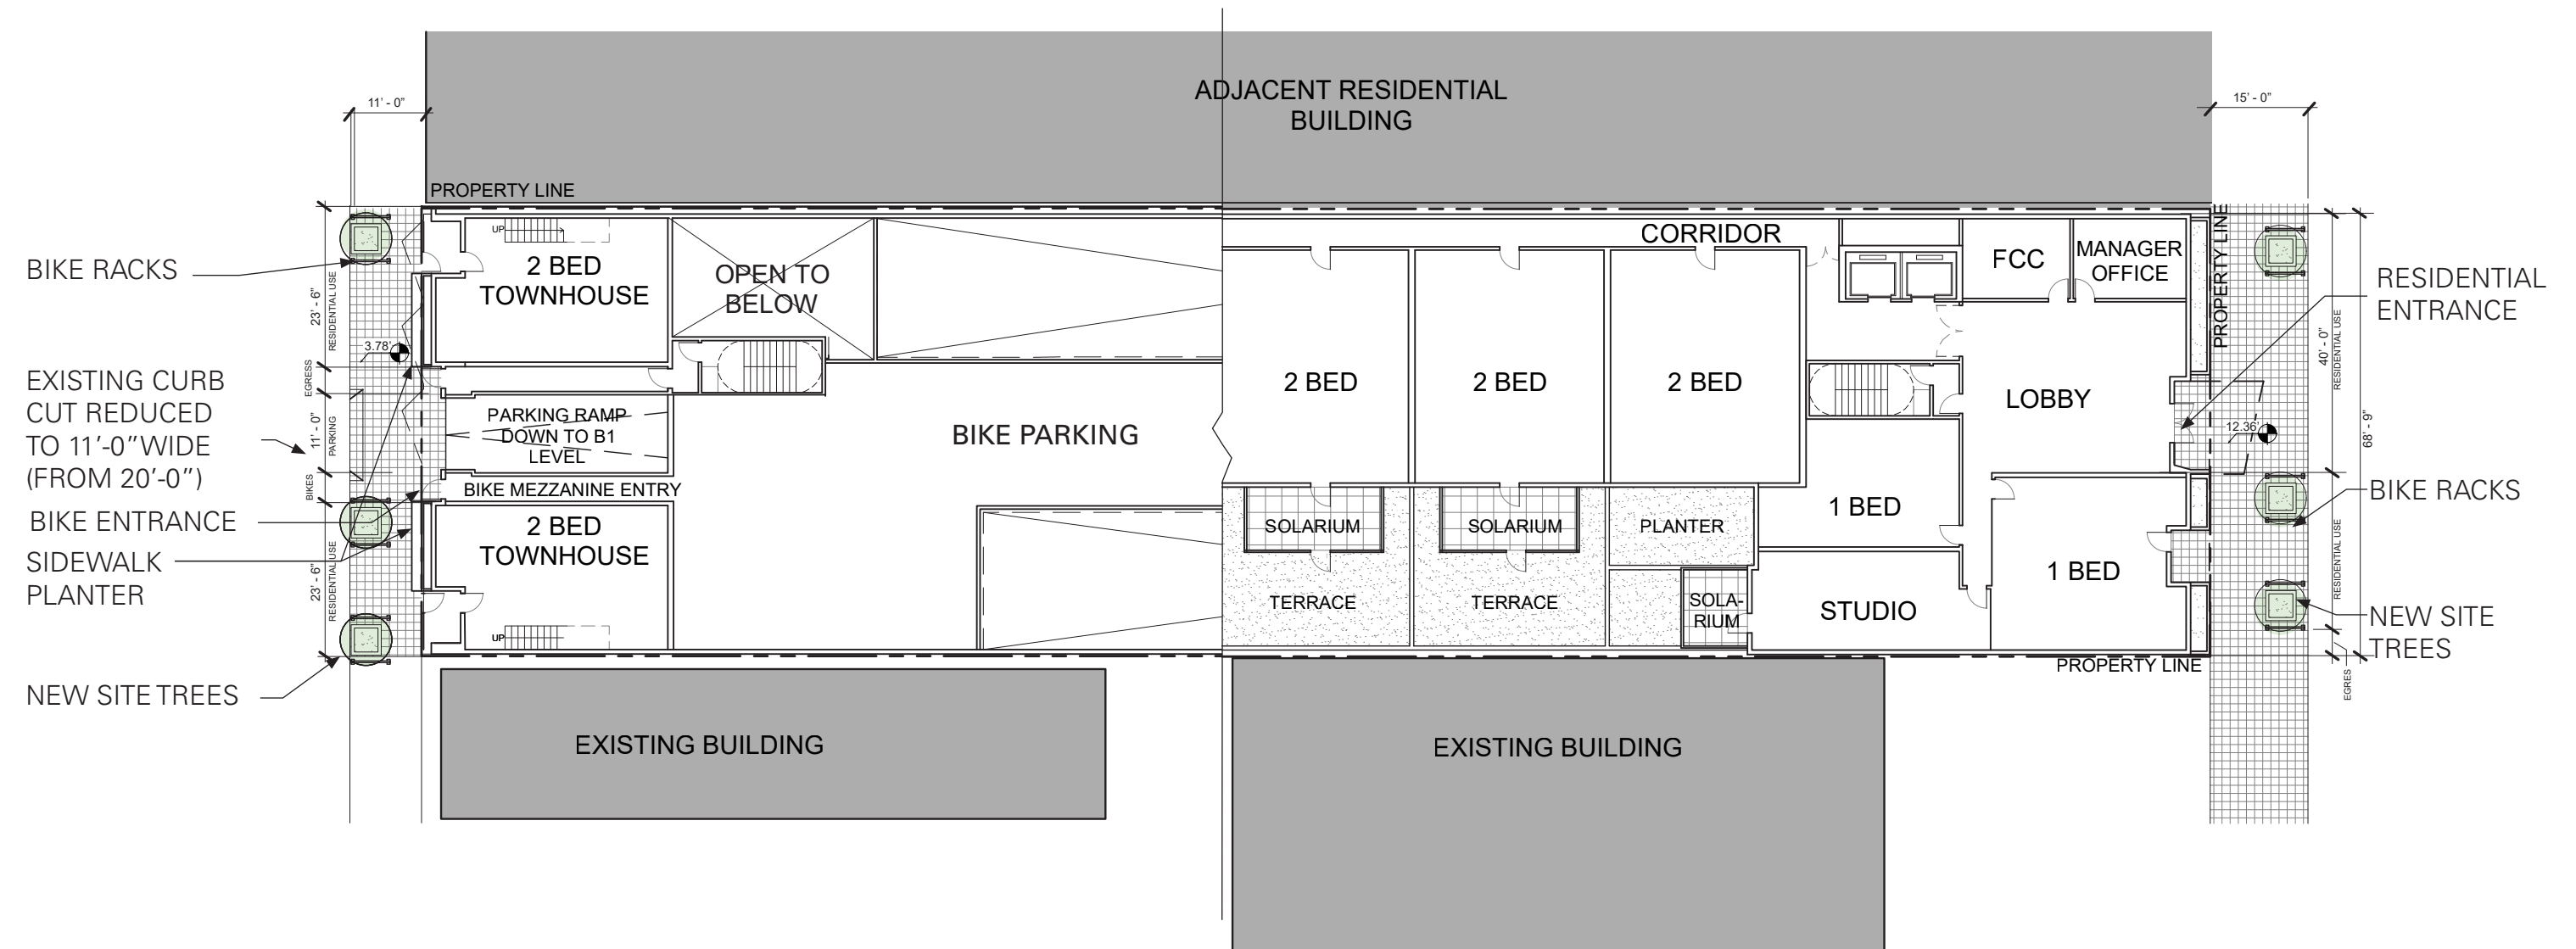 ADJACENT RESIDENTIAL
BUILDING
11' - 0"
15' - 0"
PROPERTY LINE
BIKE RACKS
EXISTING CURB
CUT REDUCED
TO 11'-0" WIDE
(FROM 20'-0")
BIKE ENTRANCE
SIDEWALK
PLANTER
NEW SITE TREES
23' - 6"
RESIDENTIAL USE
EGRESS
11' - 0"
PARKING
BIKES
23' - 6"
RESIDENTIAL USE
3.78'
UP
2 BED
TOWNHOUSE
OPEN TO
BELOW
PARKING RAMP
DOWN TO B1
LEVEL
BIKE MEZZANINE ENTRY
2 BED
TOWNHOUSE
UP
BIKE PARKING
CORRIDOR
2 BED
2 BED
2 BED
SOLARIUM
SOLARIUM
PLANTER
TERRACE
TERRACE
SOLA-
RIUM
FCC
MANAGER
OFFICE
LOBBY
1 BED
STUDIO
1 BED
PROPERTY LINE
12.36'
PROPERTY LINE
40' - 0"
RESIDENTIAL USE
68' - 9"
RESIDENTIAL USE
EGRES
RESIDENTIAL
ENTRANCE
BIKE RACKS
NEW SITE
TREES
EXISTING BUILDING
EXISTING BUILDING